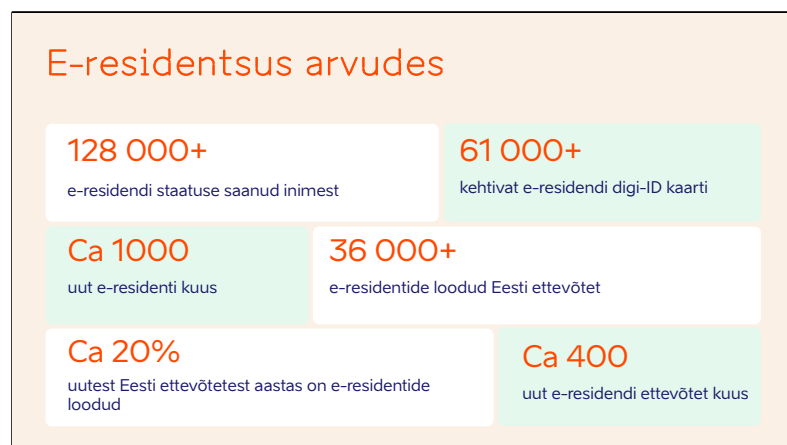 E-residentsus arvudes
128 000+
e-residendi staatuse saanud inimest
61 000+
kehtivat e-residendi digi-ID kaarti
Ca 1000
uut e-residenti kuus
36 000+
e-residentide loodud Eesti ettevõtet
Ca 20%
uutest Eesti ettevõtetest aastas on e-residentide
loodud
Ca 400
uut e-residendi ettevõtet kuus